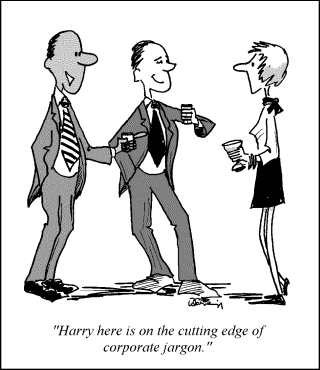 "Harry here is on the cutting edge of
corporate jargon."